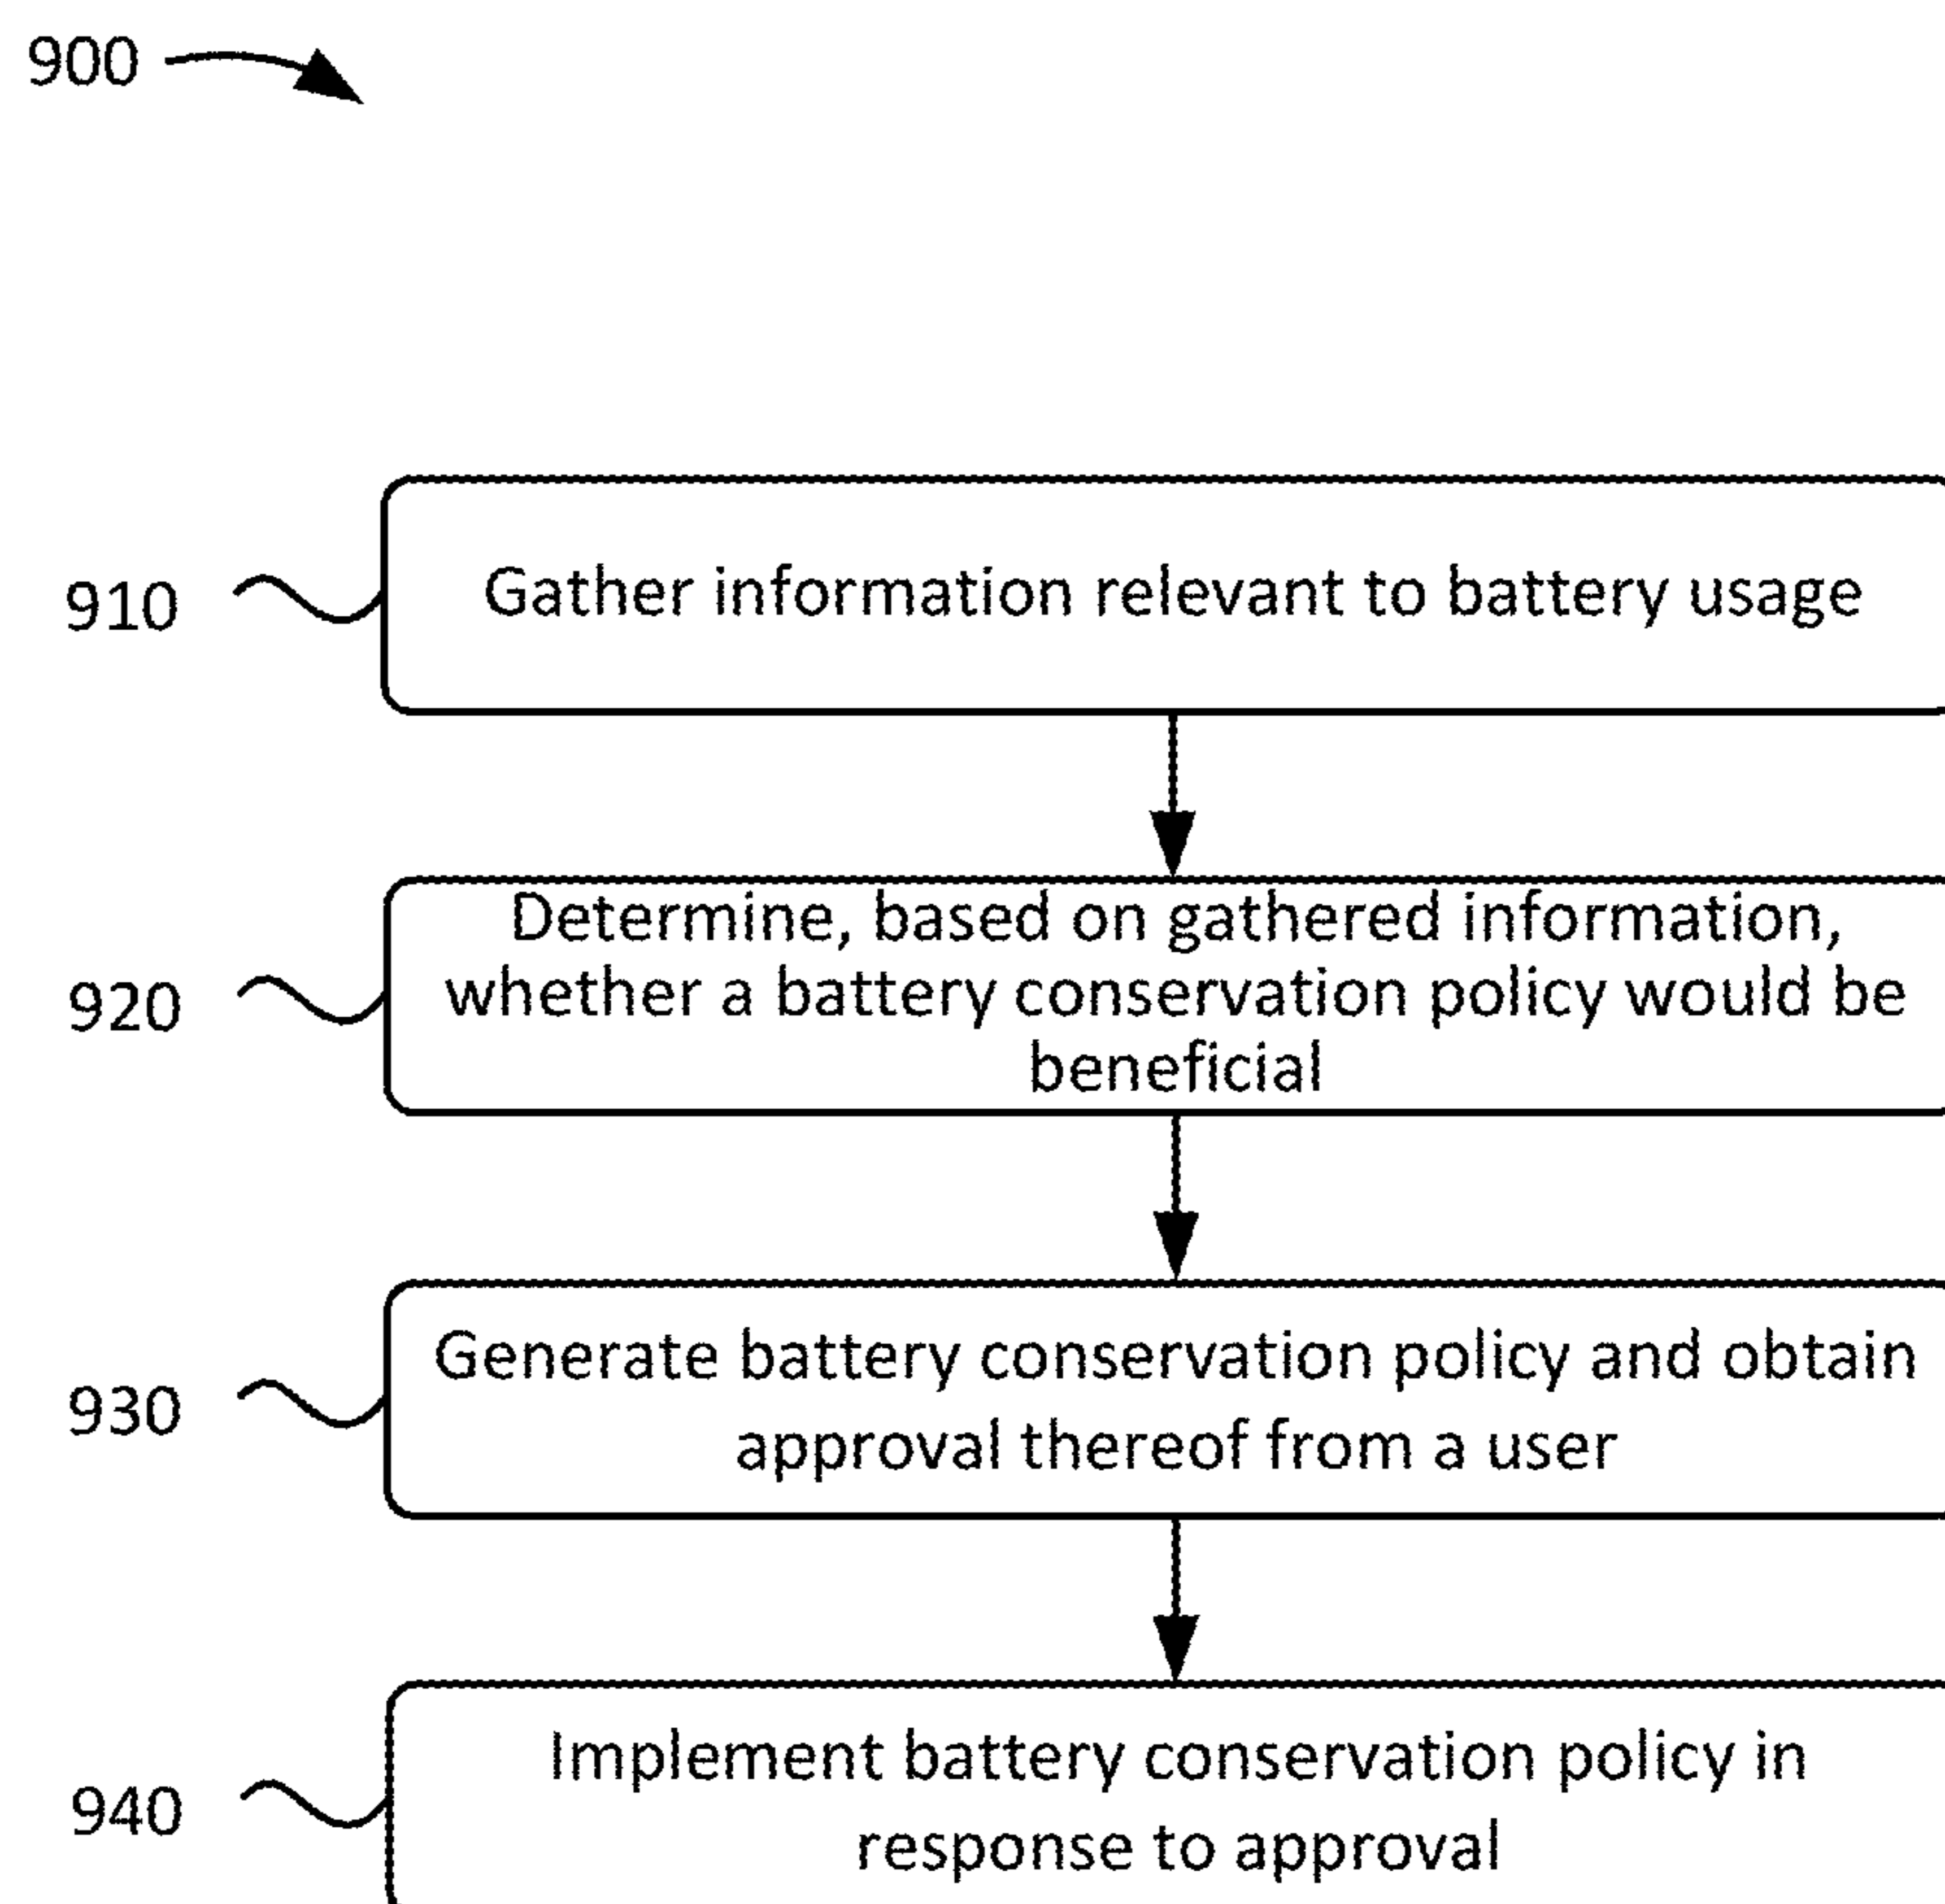 900
910
Gather information relevant to battery usage
920
Determine, based on gathered information,
whether a battery conservation policy would be
beneficial
930
Generate battery conservation policy and obtain
approval thereof from a user
940
Implement battery conservation policy in
response to approval